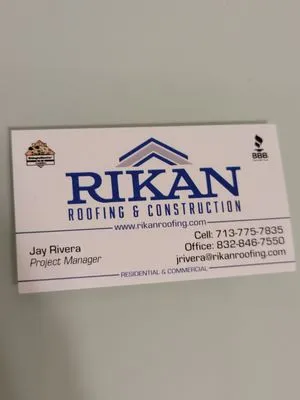 BBB
RIKAN
ROOFING & CONSTRUCTION
www.rikanroofing.com
Jay Rivera
Project Manager
Cell: 713-775-7835
Office: 832-846-7550
jrivera@rikanroofing.com
RESIDENTIAL & COMMERCIAL